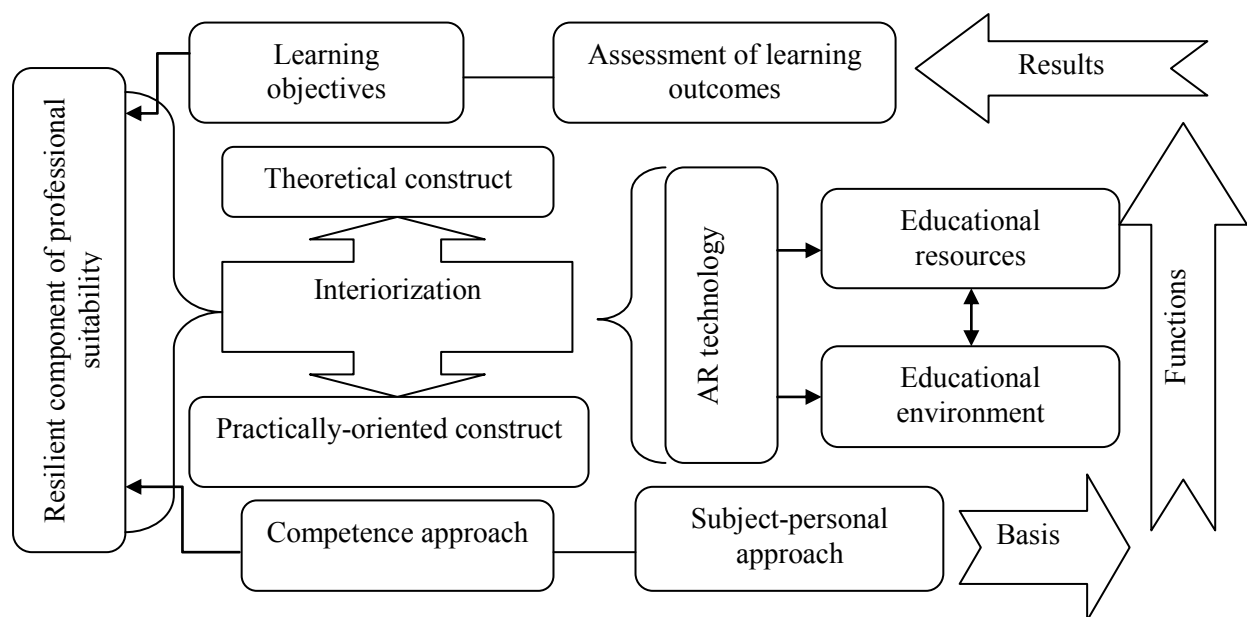 Learning
objectives
Assessment of learning
outcomes
Results
Resilient component of professional
suitability
Theoretical construct
Interiorization
Practically-oriented construct
AR technology
Educational
resources
Educational
environment
Functions
Competence approach
Subject-personal
approach
Basis